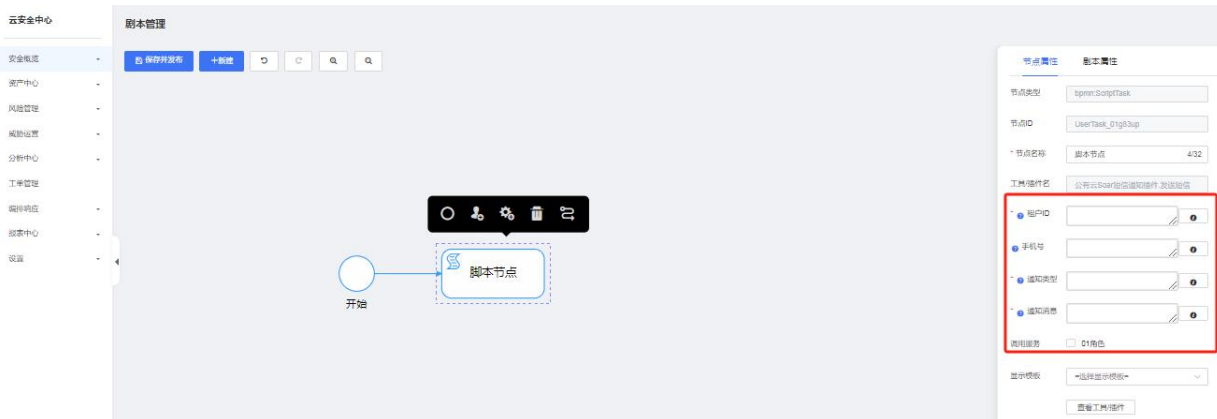 云安全中心
剧本管理
安全概览
资产中心
风险管理
威胁运营
分析中心
工单管理
编排响应
报表中心
设置
保存并发布
+新建
脚本节点
开始
节点属性 剧本属性
节点类型 bpmn:ScriptTask
节点ID UserTask_01g83up
* 节点名称 脚本节点 4/32
工具/插件名 公有云Soar短信通知插件.发送短信
* 租户ID
手机号
* 通知类型
* 通知消息
调用服务 01角色
显示模板 =选择显示模板=
查看工具/插件